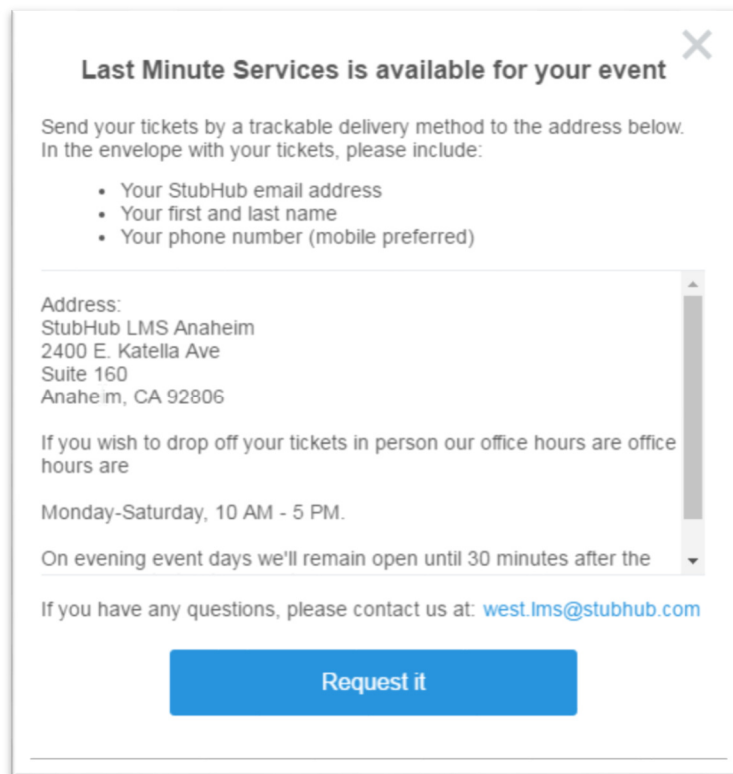 Last Minute Services is available for your event
Send your tickets by a trackable delivery method to the address below.
In the envelope with your tickets, please include:
• Your StubHub email address
• Your first and last name
• Your phone number (mobile preferred)
Address:
StubHub LMS Anaheim
2400 E. Katella Ave
Suite 160
Anaheim, CA 92806
If you wish to drop off your tickets in person our office hours are office
hours are
Monday-Saturday, 10 AM - 5 PM.
On evening event days we'll remain open until 30 minutes after the
If you have any questions, please contact us at: west.lms@stubhub.com
Request it